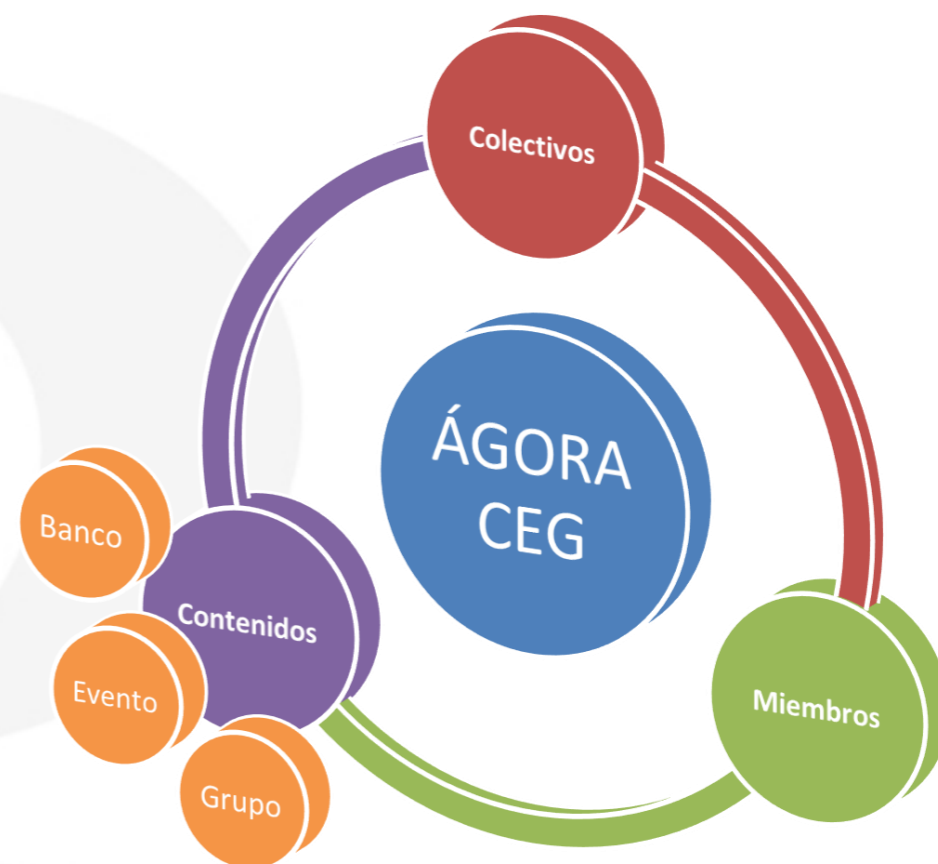 Colectivos
ÁGORA
CEG
Banco
Contenidos
Evento
Miembros
Grupo